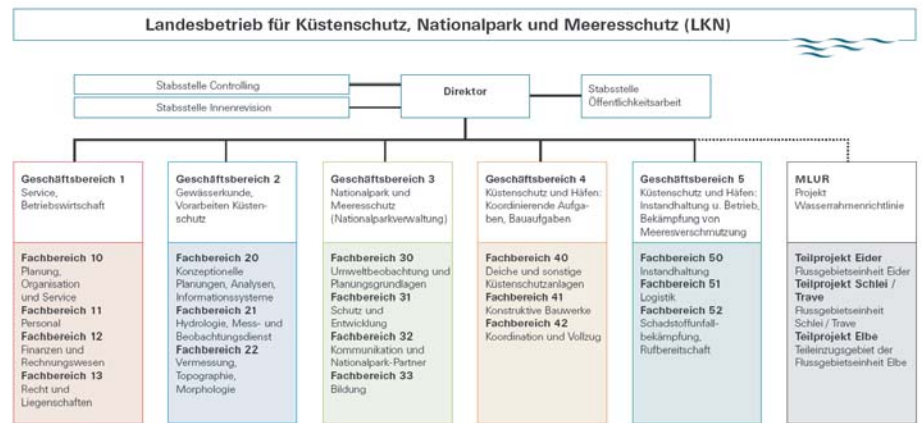 Landesbetrieb für Küstenschutz, Nationalpark und Meeresschutz (LKN)
Stabsstelle Controlling
Stabsstelle Innenrevision
Direktor
Stabsstelle
Öffentlichkeitsarbeit
Geschäftsbereich 1
Service,
Betriebswirtschaft
Fachbereich 10
Planung,
Organisation
und Service
Fachbereich 11
Personal
Fachbereich 12
Finanzen und
Rechnungswesen
Fachbereich 13
Recht und
Liegenschaften
Geschäftsbereich 2
Gewässerkunde,
Vorarbeiten Küsten-
schutz
Fachbereich 20
Konzeptionelle
Planungen, Analysen,
Informationssysteme
Fachbereich 21
Hydrologie, Mess- und
Beobachtungsdienst
Fachbereich 22
Vermessung,
Topographie,
Morphologie
Geschäftsbereich 3
Nationalpark und
Meeresschutz
(Nationalparkverwaltung)
Fachbereich 30
Umweltbeobachtung und
Planungsgrundlagen
Fachbereich 31
Schutz und
Entwicklung
Fachbereich 32
Kommunikation und
Nationalpark-Partner
Fachbereich 33
Bildung
Geschäftsbereich 4
Küstenschutz und Häfen:
Koordinierende Aufga-
ben, Bauaufgaben
Fachbereich 40
Deiche und sonstige
Küstenschutzanlagen
Fachbereich 41
Konstruktive Bauwerke
Fachbereich 42
Koordination und Vollzug
Geschäftsbereich 5
Küstenschutz und Häfen:
Instandhaltung u. Betrieb,
Bekämpfung von
Meeresverschmutzung
Fachbereich 50
Instandhaltung
Fachbereich 51
Logistik
Fachbereich 52
Schadstoffunfall-
bekämpfung,
Rufbereitschaft
MLUR
Projekt
Wasserrahmenrichtlinie
Teilprojekt Eider
Flussgebietseinheit Eider
Teilprojekt Schlei /
Trave
Flussgebietseinheit
Schlei / Trave
Teilprojekt Elbe
Teileinzugsgebiet der
Flussgebietseinheit Elbe